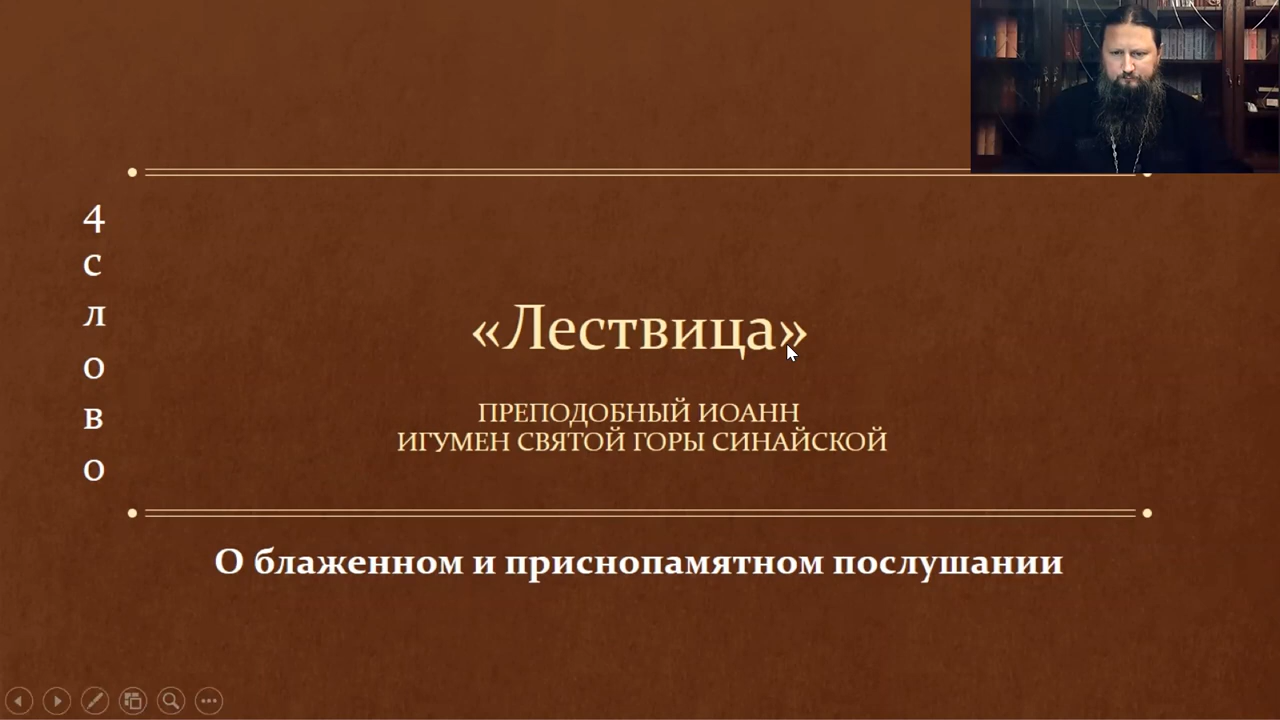 4
с
л
о
в
о
«Лествица»
ПРЕПОДОБНЫЙ ИОАНН
ИГУМЕН СВЯТОЙ ГОРЫ СИНАЙСКОЙ
О блаженном и приснопамятном послушании